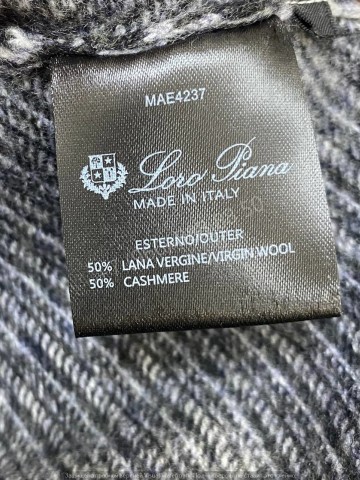 MAE4237
Loro Piana
MADE IN ITALY
ESTERNO/OUTER
50% LANA VERGINE/VIRGIN WOOL
50% CASHMERE